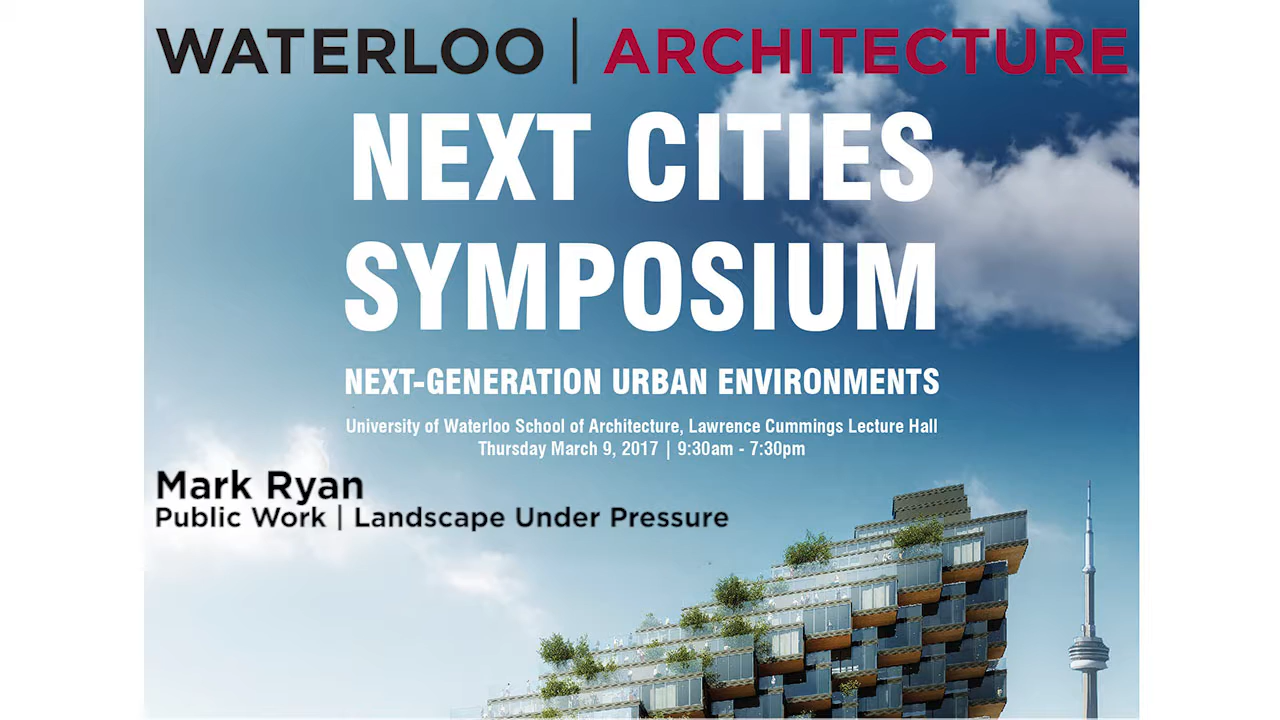 WATERLOO | ARCHITECTURE
NEXT CITIES
SYMPOSIUM
NEXT-GENERATION URBAN ENVIRONMENTS
University of Waterloo School of Architecture, Lawrence Cummings Lecture Hall
Thursday March 9, 2017 | 9:30am - 7:30pm
Mark Ryan
Public Work | Landscape Under Pressure